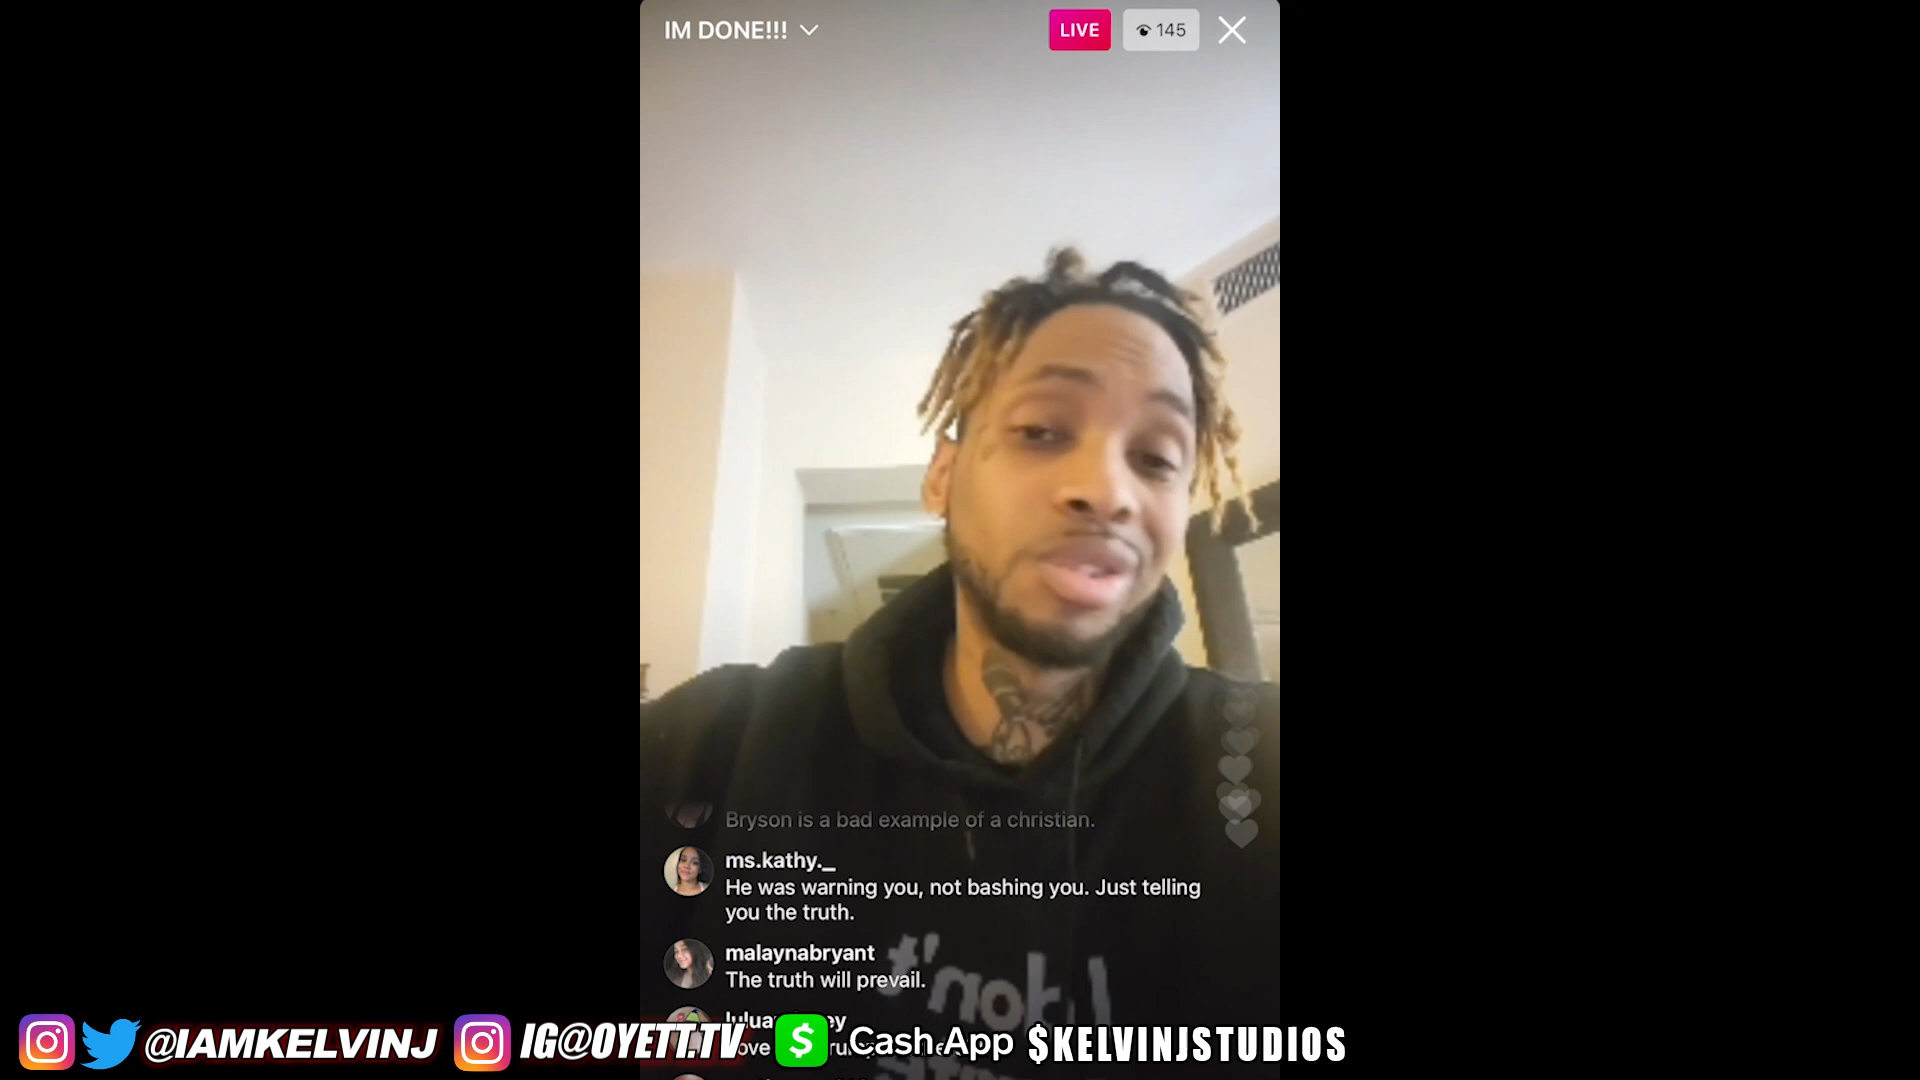 IM DONE!!!
LIVE
145
Bryson is a bad example of a christian.
ms.kathy._
He was warning you, not bashing you. Just telling
you the truth.
malaynabryant
The truth will prevail.
@IAMKELVINJ
IG@OYETT.TV
$ Cash App
$KELVINJSTUDIOS